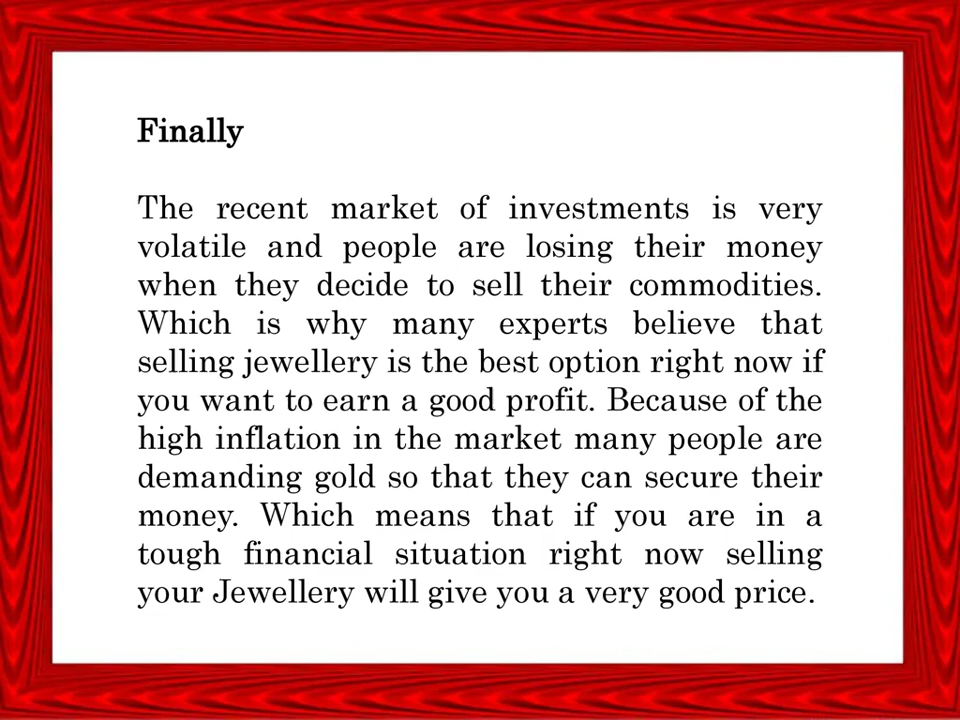 Finally
The recent market of investments is very
volatile and people are losing their money
when they decide to sell their commodities.
Which is why many experts believe that
selling jewellery is the best option right now if
you want to earn a good profit. Because of the
high inflation in the market many people are
demanding gold so that they can secure their
money. Which means that if you are in a
tough financial situation right now selling
your Jewellery will give you a very good price.